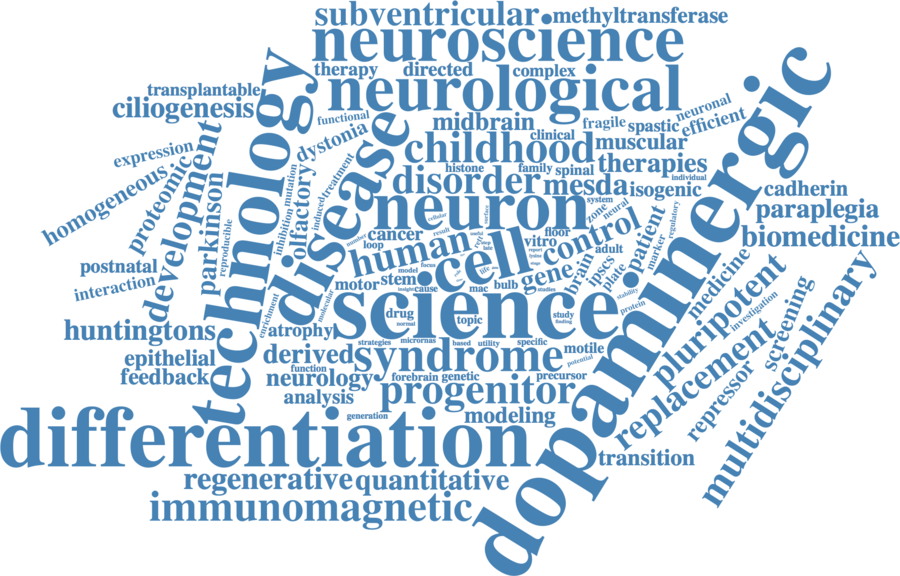 subventricular
methyltransferase
neuroscience
therapy
directed
complex
transplantable
ciliogenesis
neurological
functional
midbrain
fragile
spastic
neuronal
efficient
dystonia
clinical
childhood
muscular
expression
histone
family
spinal
therapies
technology
disease
disorder
mesda
isogenic
individual
homogeneous
proteomic
development
parkinson
reproducible
inhibition
mutation
olfactory
induced
treatment
neuron
system
zone
neural
cadherin
paraplegia
biomedicine
cellular
surface
number
cancer
result
human
cell
control
floor
vitro
adult
patient
marker
regulatory
loop
model
focus
life
gene
brain
ipscs
plate
postnatal
interaction
motor
stem
insight
cause
mac
bulb
studies
stability
protein
enrichment
molecular
huntingtons
atrophy
drug
normal
science.
topic
study
finding
dopaminergic
medicine
investigation
pluripotent
screening
multidisciplinary
epithelial
feedback
strategies
micrornas
based
utility
specific
derived
syndrome
motile
potential
function
neurology
forebrain
genetic
precursor
analysis
progenitor
replacement
repressor
generation
modeling
differentiation
transition
regenerative
quantitative
immunomagnetic